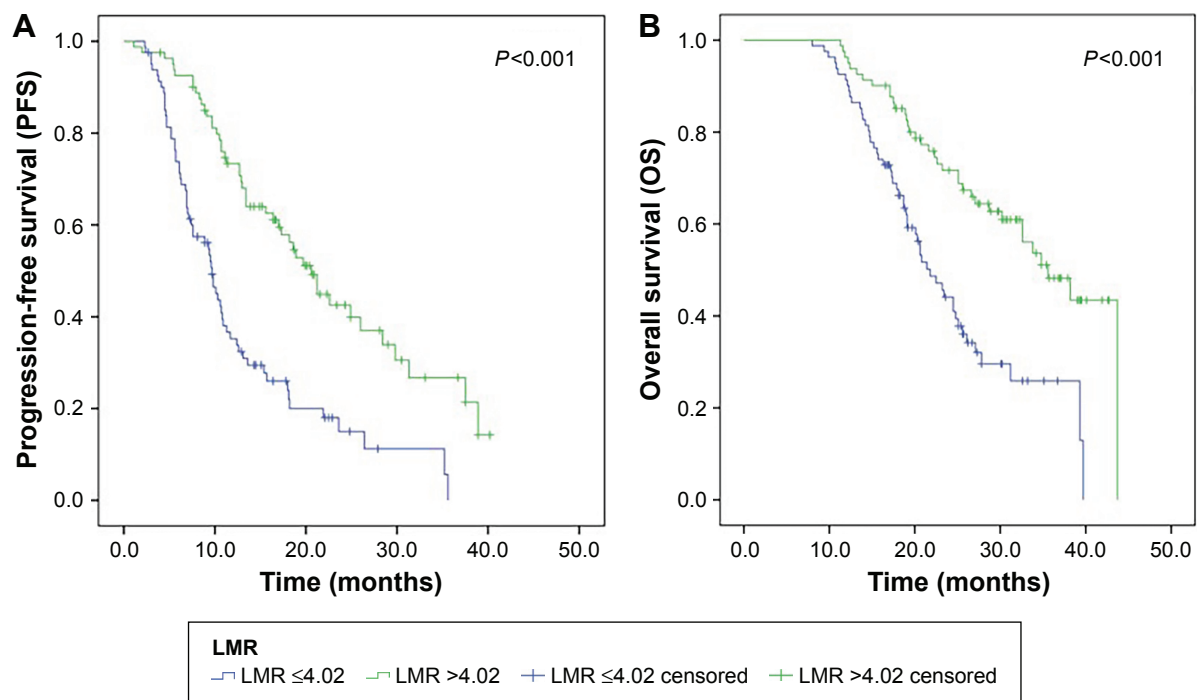 A
P<0.001
Progression-free survival (PFS)
1.0
0.8
0.6
0.4
0.2
0.0
0.0 10.0 20.0 30.0 40.0 50.0
Time (months)
B
P<0.001
Overall survival (OS)
1.0
0.8
0.6
0.4
0.2
0.0
0.0 10.0 20.0 30.0 40.0 50.0
Time (months)
LMR
LMR ≤4.02 LMR >4.02 LMR ≤4.02 censored LMR >4.02 censored